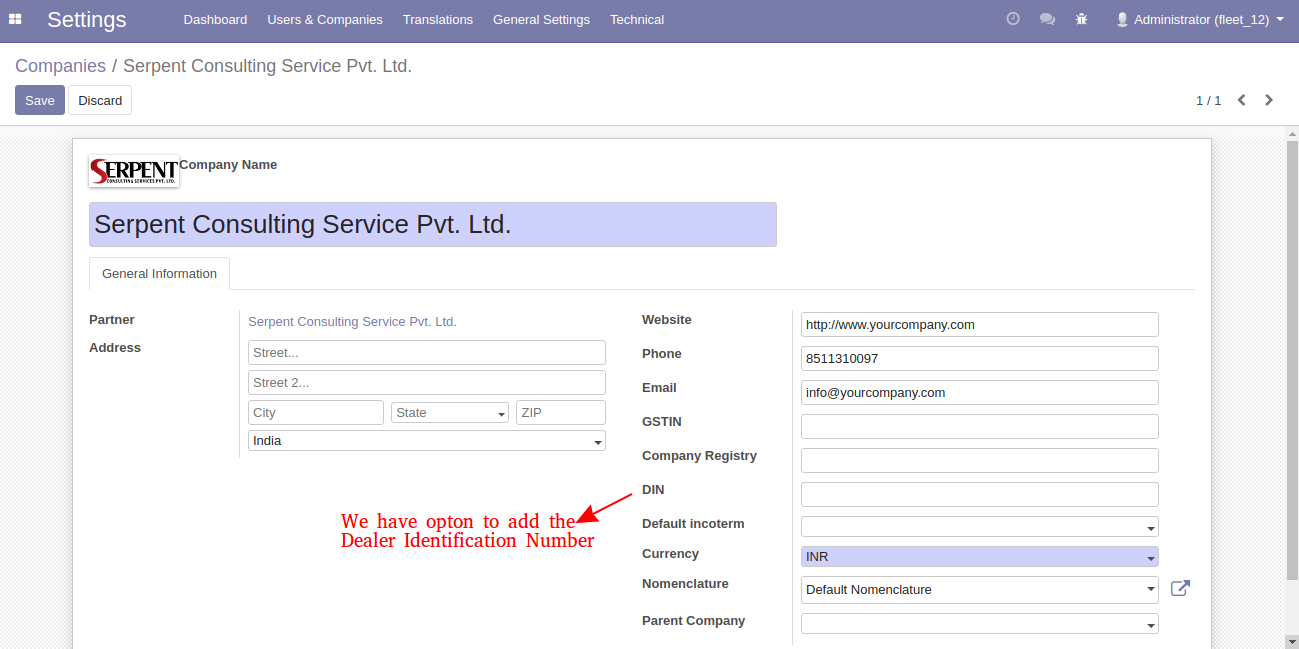 Settings Dashboard Users & Companies Translations General Settings Technical Administrator (fleet_12)
Companies / Serpent Consulting Service Pvt. Ltd.
Save Discard 1 / 1
SERPENT
CONSULTING SERVICES PVT. LTD.
Company Name
Serpent Consulting Service Pvt. Ltd.
General Information
Partner Serpent Consulting Service Pvt. Ltd.
Address
Street...
Street 2...
City State ZIP
India
Website http://www.yourcompany.com
Phone 8511310097
Email info@yourcompany.com
GSTIN
Company Registry
DIN
We have opton to add the
Dealer Identification Number
Default incoterm
Currency INR
Nomenclature Default Nomenclature
Parent Company